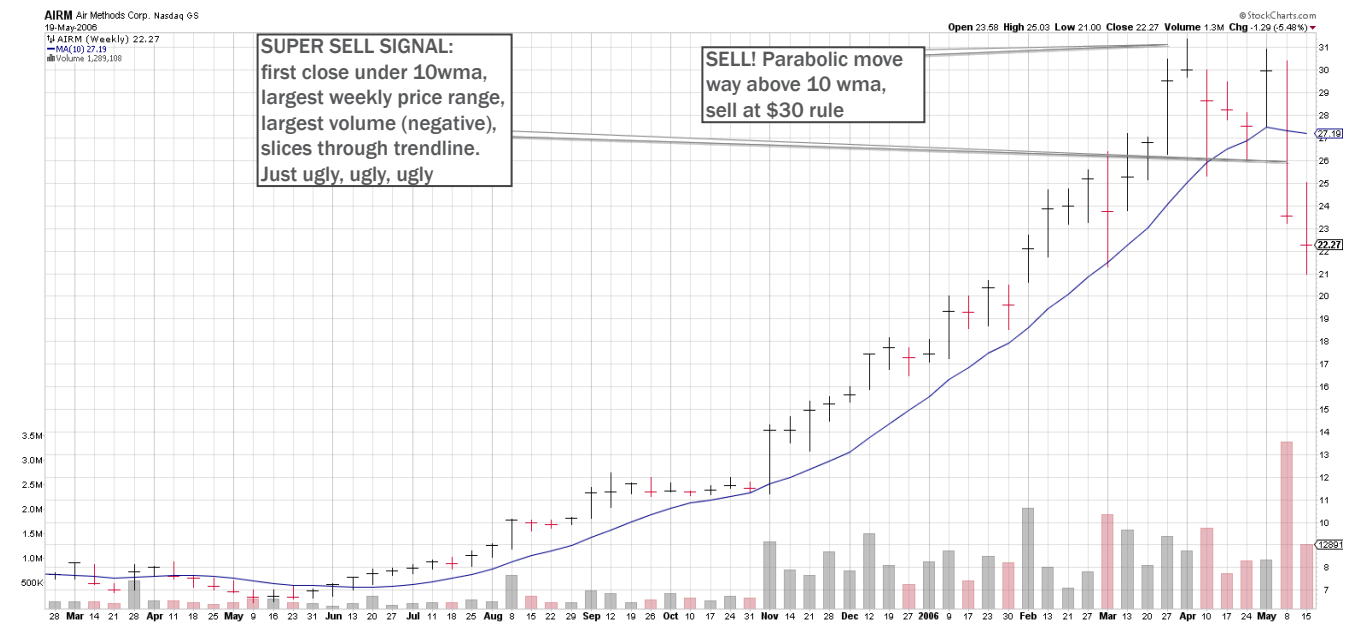 AIRM Air Methods Corp. Nasdaq GS
© StockCharts.com
19-May-2006
Open 23.58 High 25.03 Low 21.00 Close 22.27 Volume 1.3M Chg -1.29 (-5.48%)
AIRM (Weekly) 22.27
MA(10) 27.19
Volume 1,289,108
SUPER SELL SIGNAL:
first close under 10wma,
largest weekly price range,
largest volume (negative),
slices through trendline.
Just ugly, ugly, ugly
SELL! Parabolic move
way above 10 wma,
sell at $30 rule
31
30
29
28
27.19
26
25
24
23
22.27
21
20
19
18
17
16
15
14
13
12
11
10
12891
8
7
3.5M
3.0M
2.5M
2.0M
1.5M
1.0M
500K
28 Mar 14 21 28 Apr 11 18 25 May 9 16 23 31 Jun 13 20 27 Jul 11 18 25 Aug 8 15 22 29 Sep 12 19 26 Oct 10 17 24 31 Nov 14 21 28 Dec 12 19 27 2006 9 17 23 30 Feb 13 21 27 Mar 13 20 27 Apr 10 17 24 May 8 15